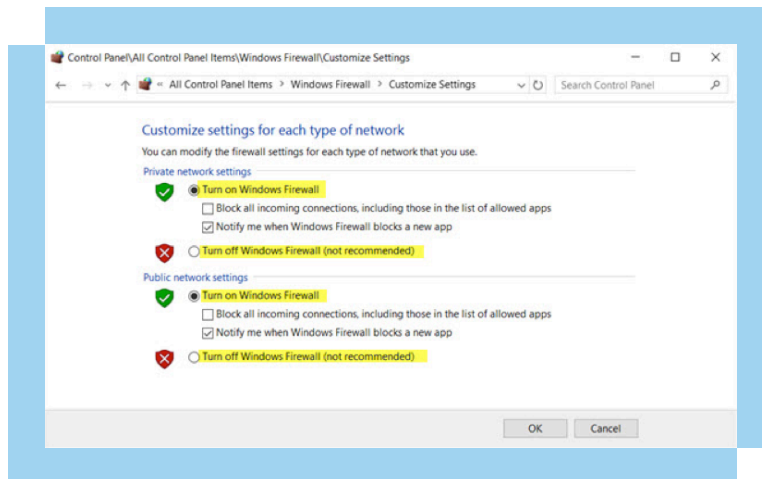 Control Panel\All Control Panel Items\Windows Firewall\Customize Settings
« All Control Panel Items > Windows Firewall > Customize Settings
Search Control Panel
Customize settings for each type of network
You can modify the firewall settings for each type of network that you use.
Private network settings
Turn on Windows Firewall
Block all incoming connections, including those in the list of allowed apps
Notify me when Windows Firewall blocks a new app
Turn off Windows Firewall (not recommended)
Public network settings
Turn on Windows Firewall
Block all incoming connections, including those in the list of allowed apps
Notify me when Windows Firewall blocks a new app
Turn off Windows Firewall (not recommended)
OK Cancel